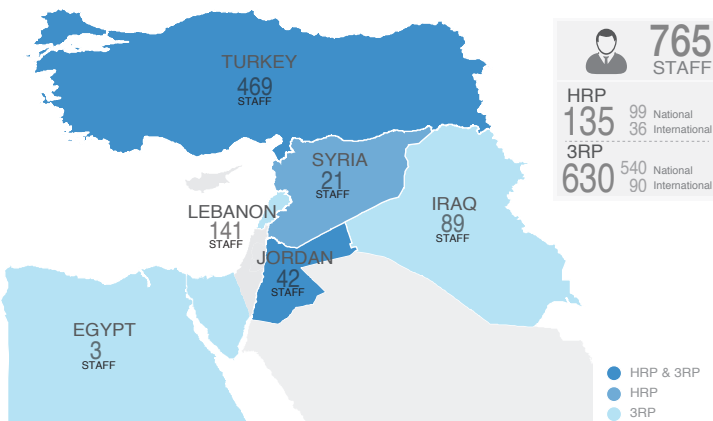 TURKEY
469
STAFF
765
STAFF
HRP
135
99 National
36 International
3RP
630
540 National
90 International
SYRIA
21
STAFF
LEBANON
141
STAFF
IRAQ
89
STAFF
JORDAN
42
STAFF
EGYPT
3
STAFF
HRP & 3RP
HRP
3RP